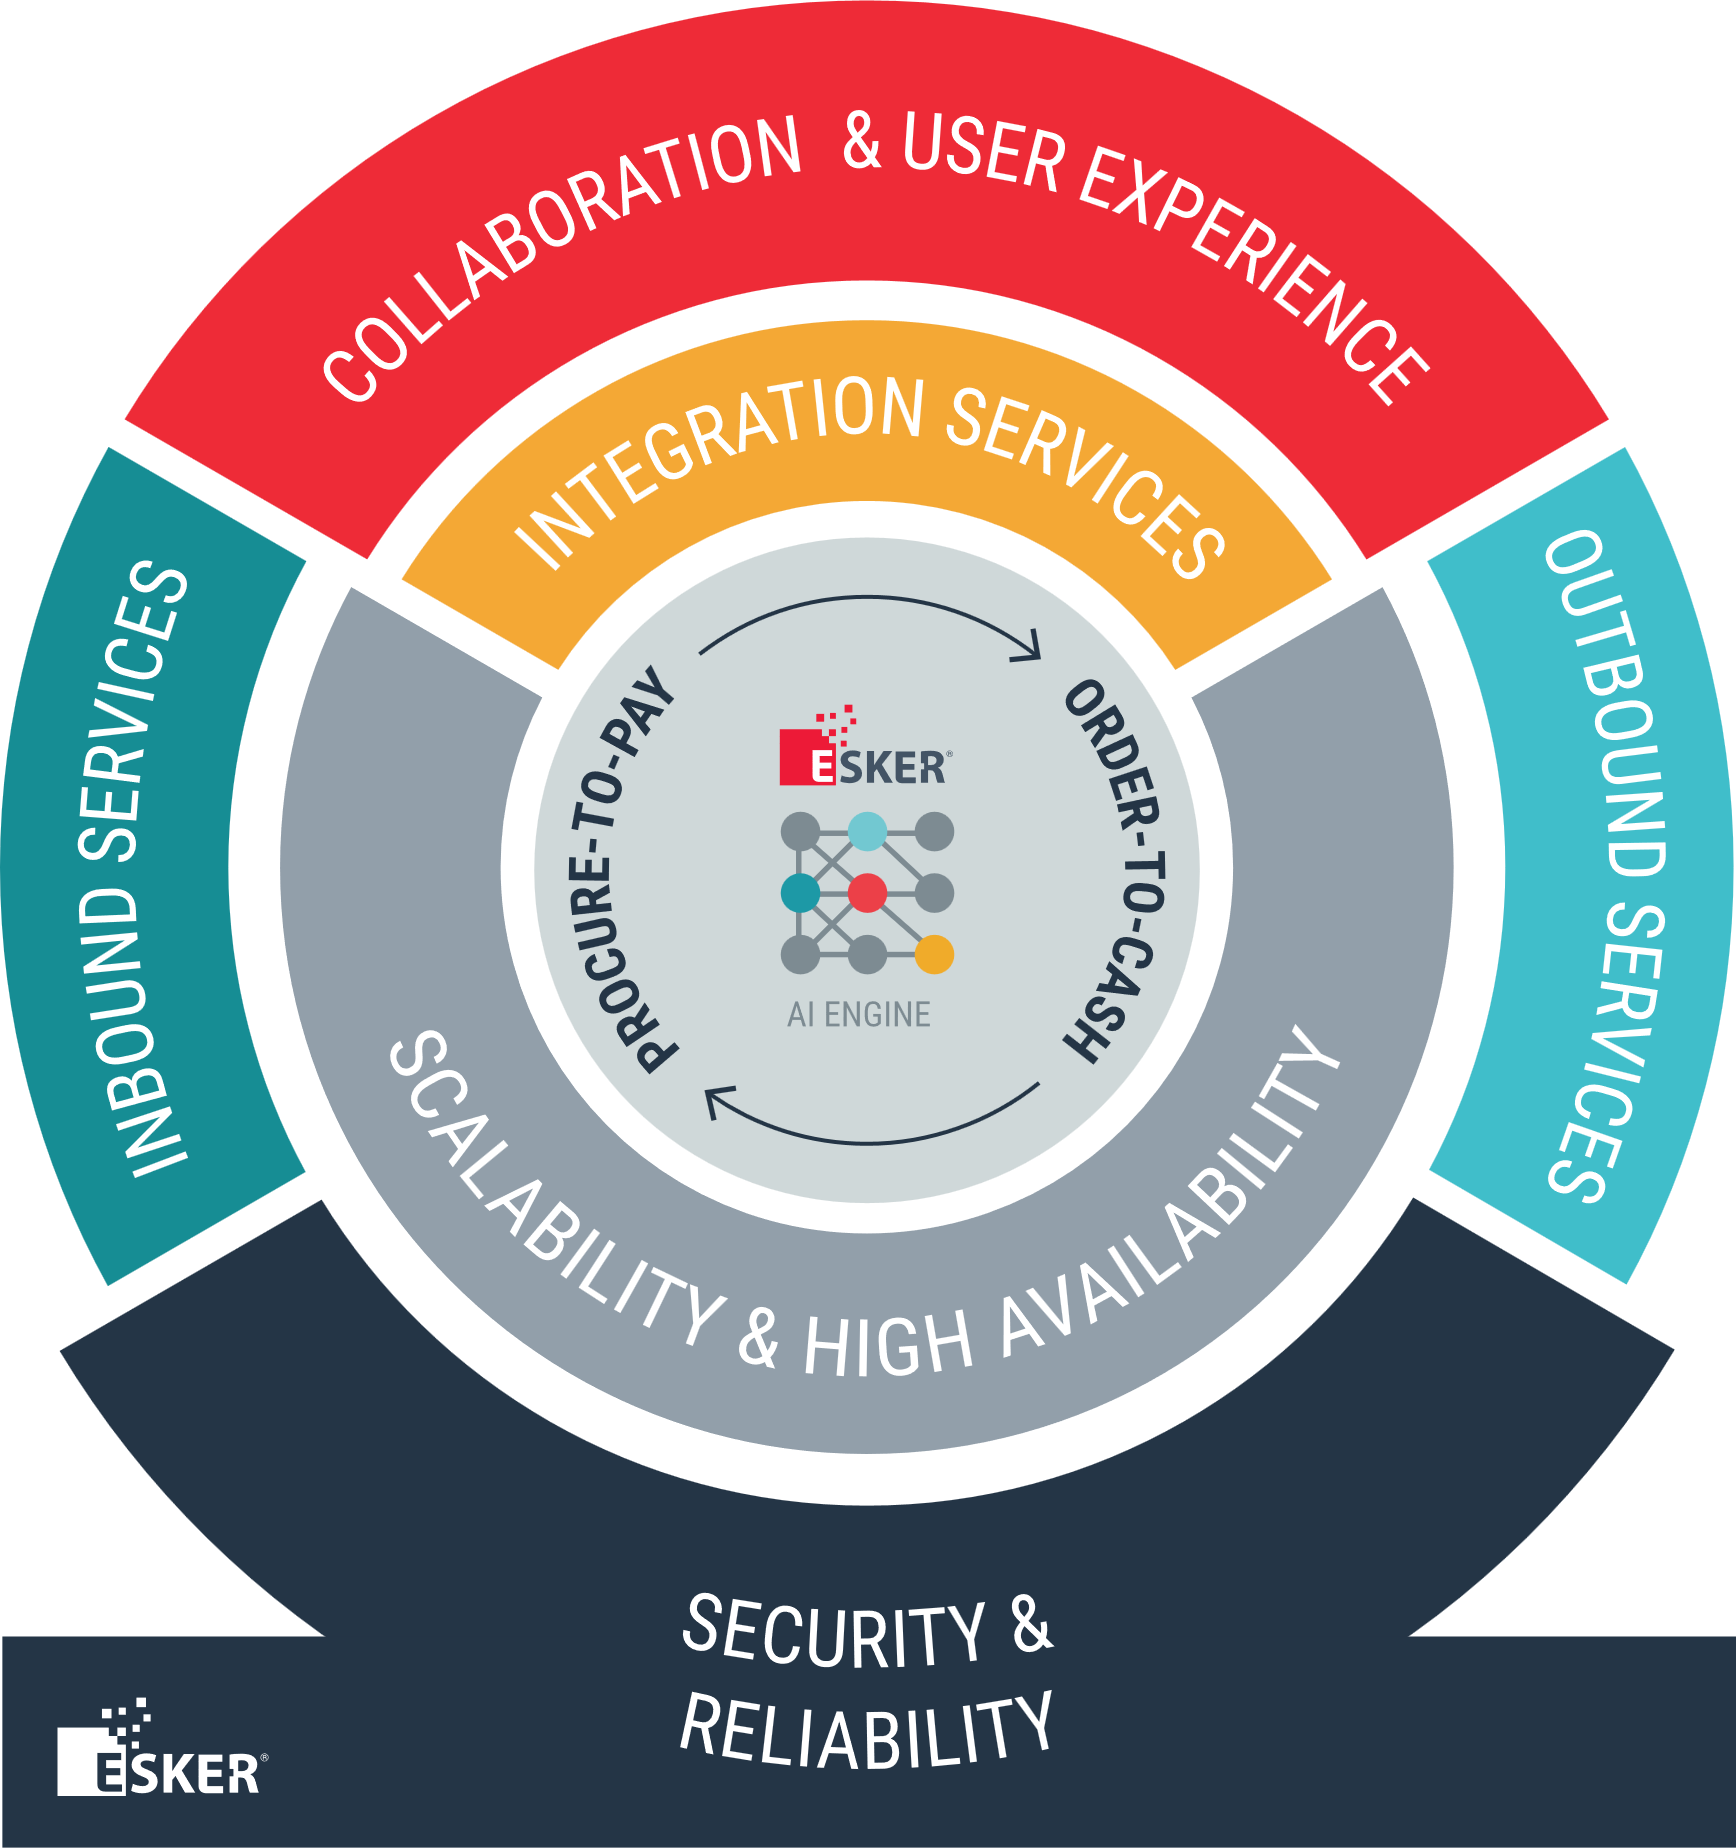 COLLABORATION & USER EXPERIENCE
INTEGRATION SERVICES
INBOUND SERVICES
OUTBOUND SERVICES
PROCURE-TO-PAY
ORDER-TO-CASH
ESKER®
AI ENGINE
SCALABILITY & HIGH AVAILABILITY
SECURITY &
RELIABILITY
ESKER®